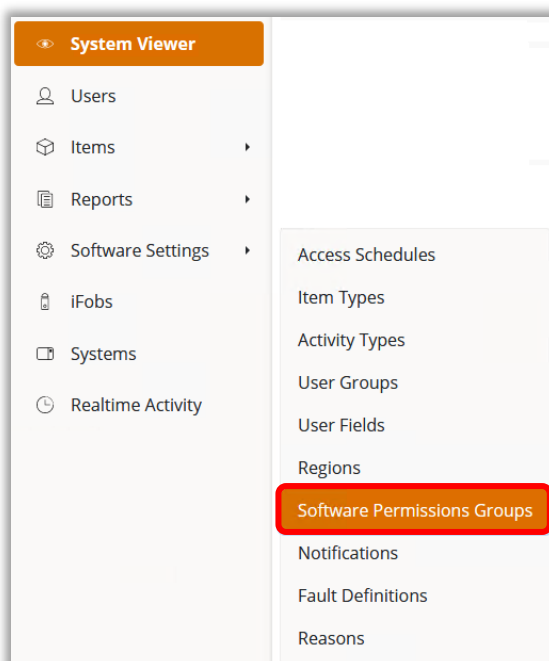 System Viewer
Users
Items
Reports
Software Settings
iFobs
Systems
Realtime Activity
Access Schedules
Item Types
Activity Types
User Groups
User Fields
Regions
Software Permissions Groups
Notifications
Fault Definitions
Reasons